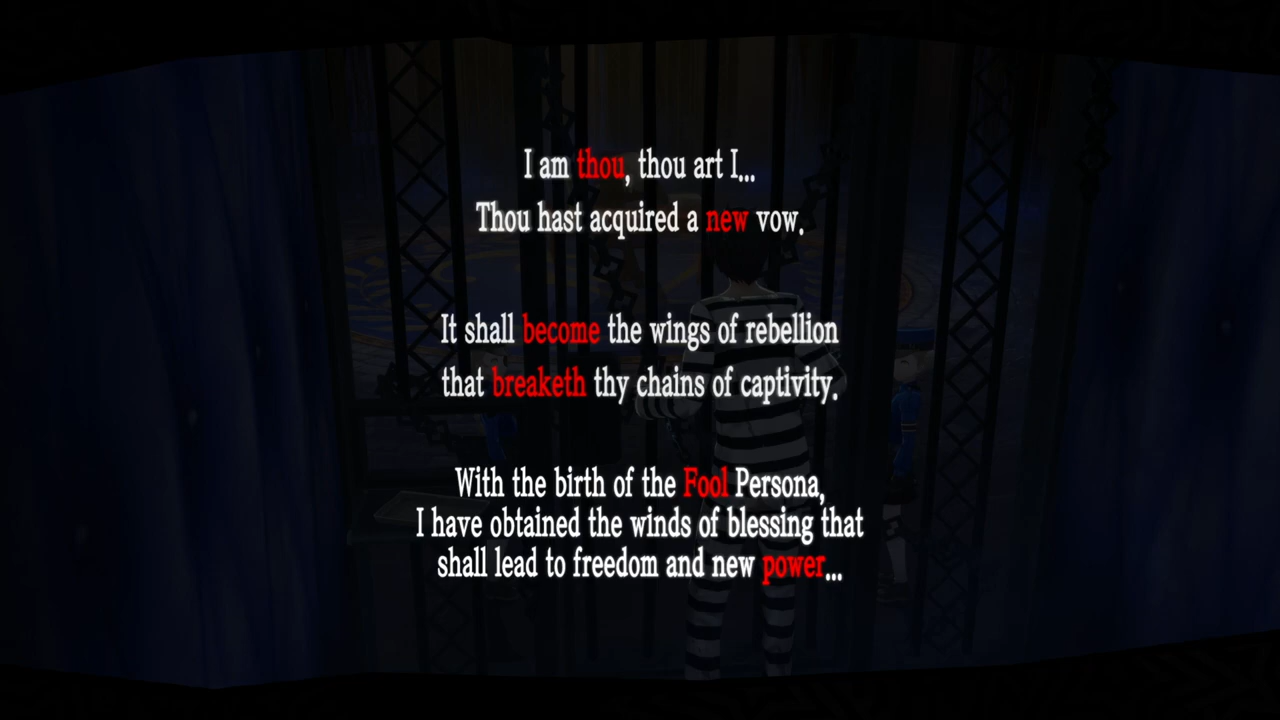 I am thou, thou art I...
Thou hast acquired a new vow.
It shall become the wings of rebellion
that breaketh thy chains of captivity.
With the birth of the Fool Persona,
I have obtained the winds of blessing that
shall lead to freedom and new power...